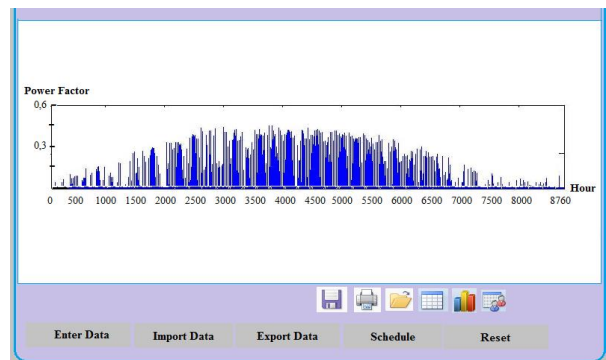 Power Factor
0,6
0,3
Hour
0 500 1000 1500 2000 2500 3000 3500 4000 4500 5000 5500 6000 6500 7000 7500 8000 8760
Enter Data Import Data Export Data Schedule Reset